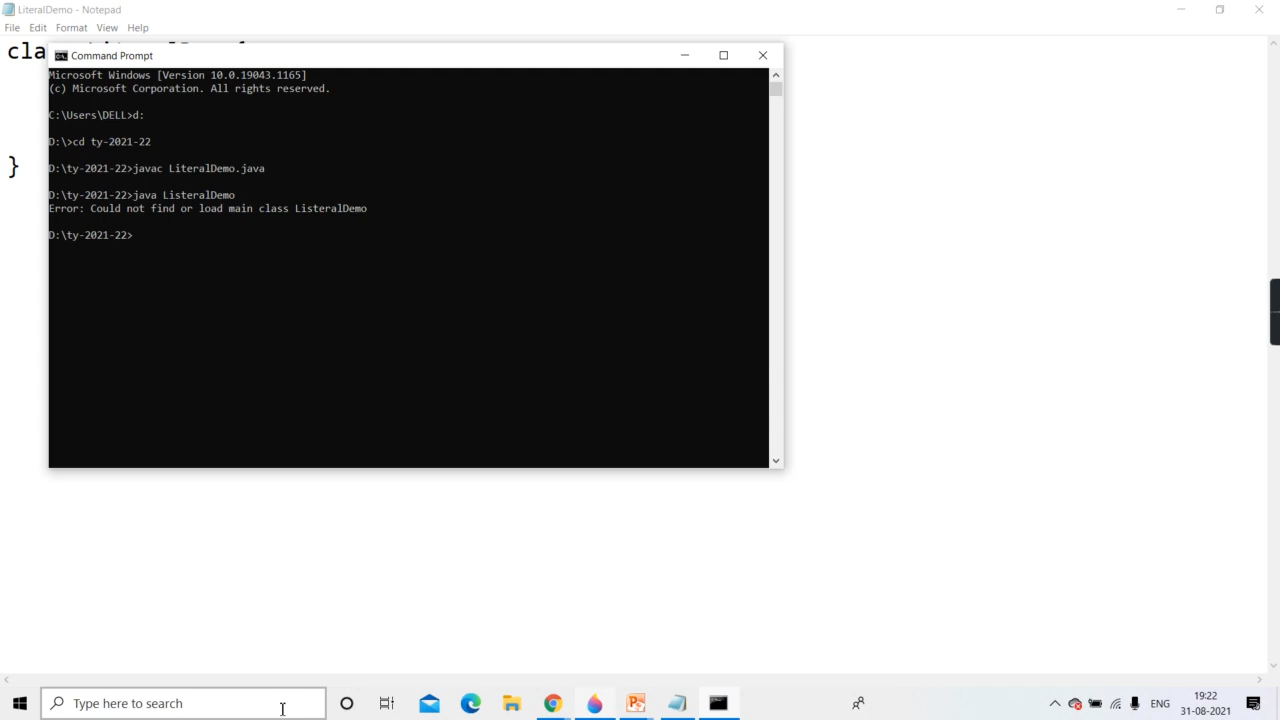 LiteralDemo - Notepad
File Edit Format View Help
cla
Command Prompt
Microsoft Windows [Version 10.0.19043.1165]
(c) Microsoft Corporation. All rights reserved.
C:\Users\DELL>d:
D:\>cd ty-2021-22
D:\ty-2021-22>javac LiteralDemo.java
}
D:\ty-2021-22>java ListeralDemo
Error: Could not find or load main class ListeralDemo
D:\ty-2021-22>
Type here to search
ENG
19:22
31-08-2021